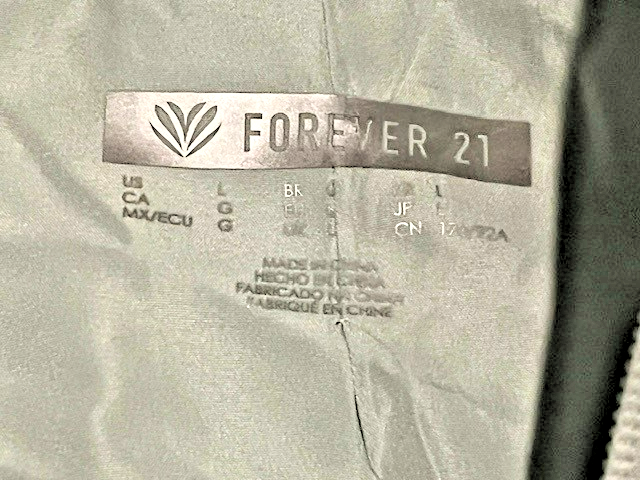 FOREVER 21
US L BR L
CA G JP L
MX/ECU G CN
MADE IN CHINA
HECHO EN CHINA
FABRICADO NA CHINA
FABRIQUÉ EN CHINE